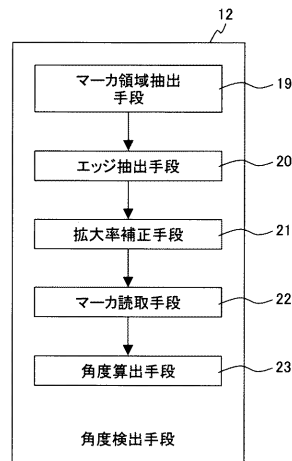 12
マーカ領域抽出
手段
19
エッジ抽出手段
20
拡大率補正手段
21
マーカ読取手段
22
角度算出手段
23
角度検出手段